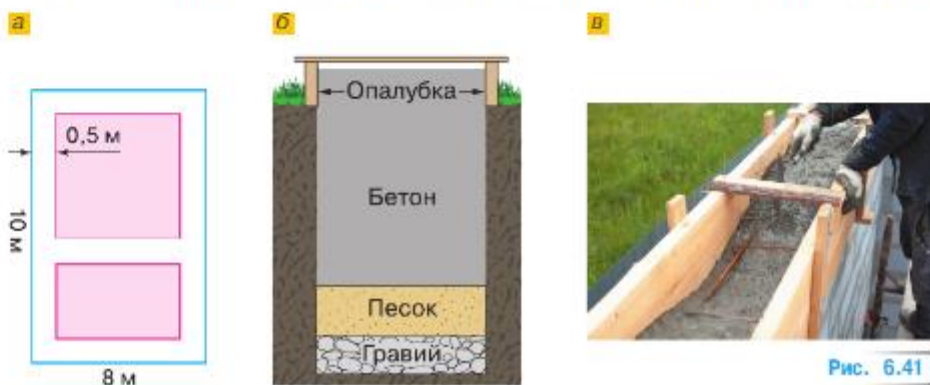 а
б
в
0,5 м
10 м
8 м
Опалубка
Бетон
Песок
Гравий
Рис. 6.41